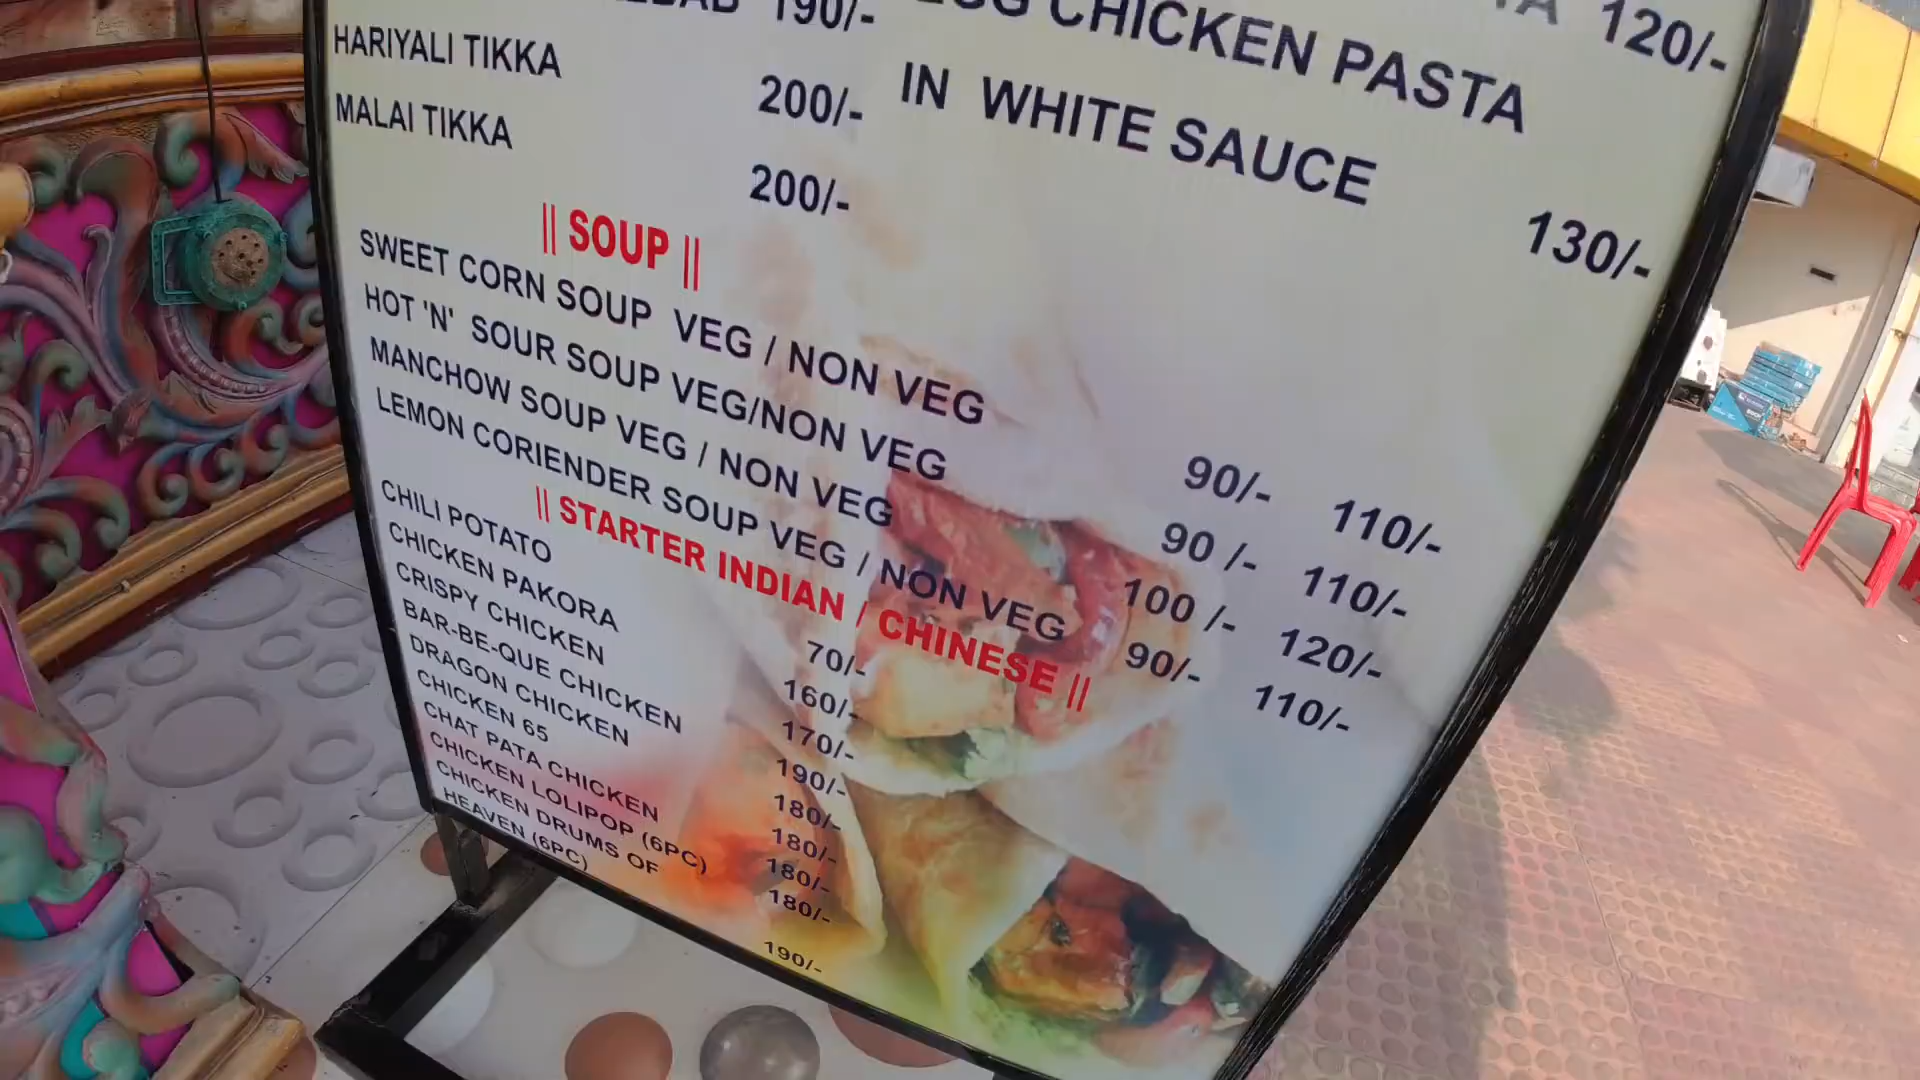 190/-
HARIYALI TIKKA 200/-
MALAI TIKKA 200/-
|| SOUP ||
SWEET CORN SOUP VEG / NON VEG 90/- 110/-
HOT 'N' SOUR SOUP VEG/NON VEG 90 /- 110/-
MANCHOW SOUP VEG / NON VEG 100 /- 120/-
LEMON CORIENDER SOUP VEG / NON VEG 90/- 110/-
|| STARTER INDIAN / CHINESE ||
CHILI POTATO 70/-
CHICKEN PAKORA 160/-
CRISPY CHICKEN 170/-
BAR-BE-QUE CHICKEN 190/-
DRAGON CHICKEN 180/-
CHICKEN 65 180/-
CHAT PATA CHICKEN 180/-
CHICKEN LOLIPOP (6PC) 180/-
CHICKEN DRUMS OF
HEAVEN (6PC) 190/-
120/-
CHICKEN PASTA
IN WHITE SAUCE 130/-